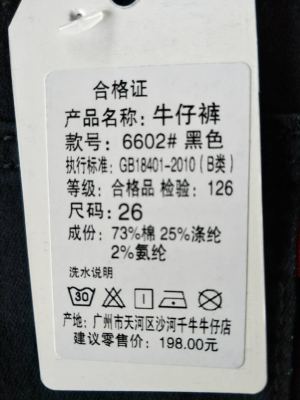 合格证
产品名称: 牛仔裤
款号: 6602# 黑色
执行标准: GB18401-2010 (B类)
等级: 合格品 检验: 126
尺码: 26
成份: 73%棉 25%涤纶
2%氨纶
洗水说明
30
产地: 广州市天河区沙河千牛牛仔店
建议零售价: 198.00元